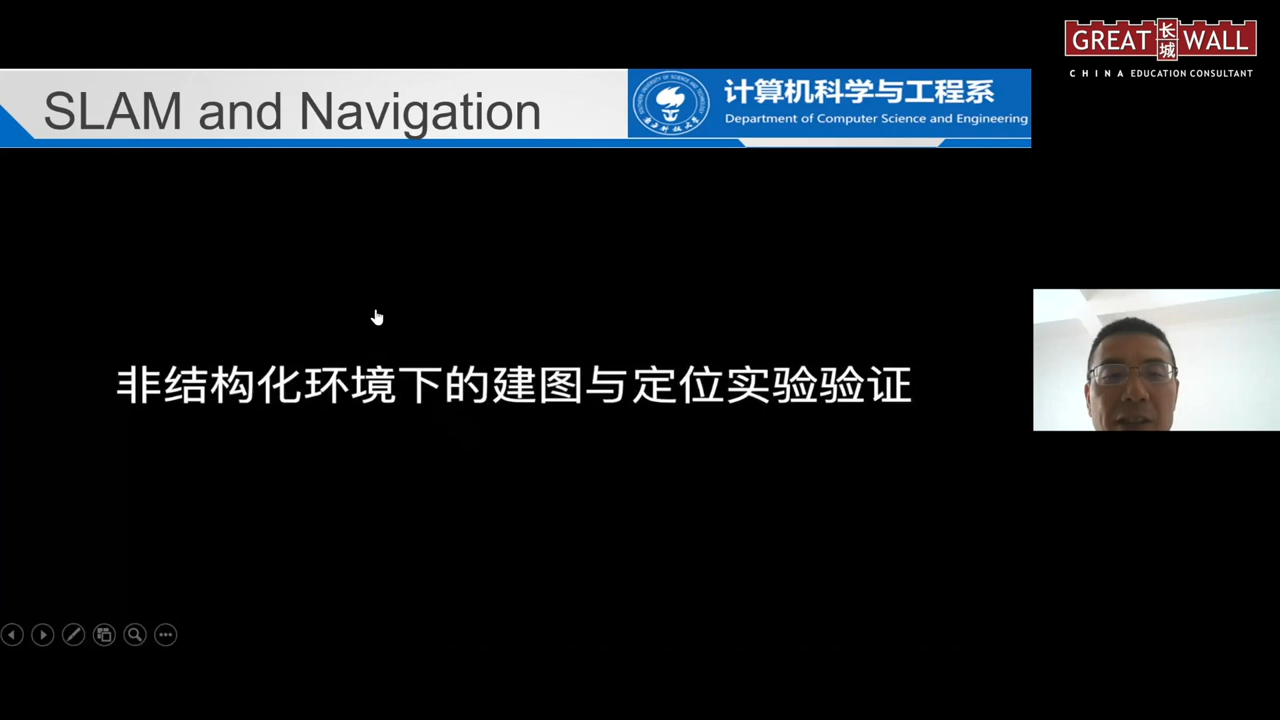 GREAT 长城 WALL
CHINA EDUCATION CONSULTANT
SLAM and Navigation
计算机科学与工程系
Department of Computer Science and Engineering
非结构化环境下的建图与定位实验验证